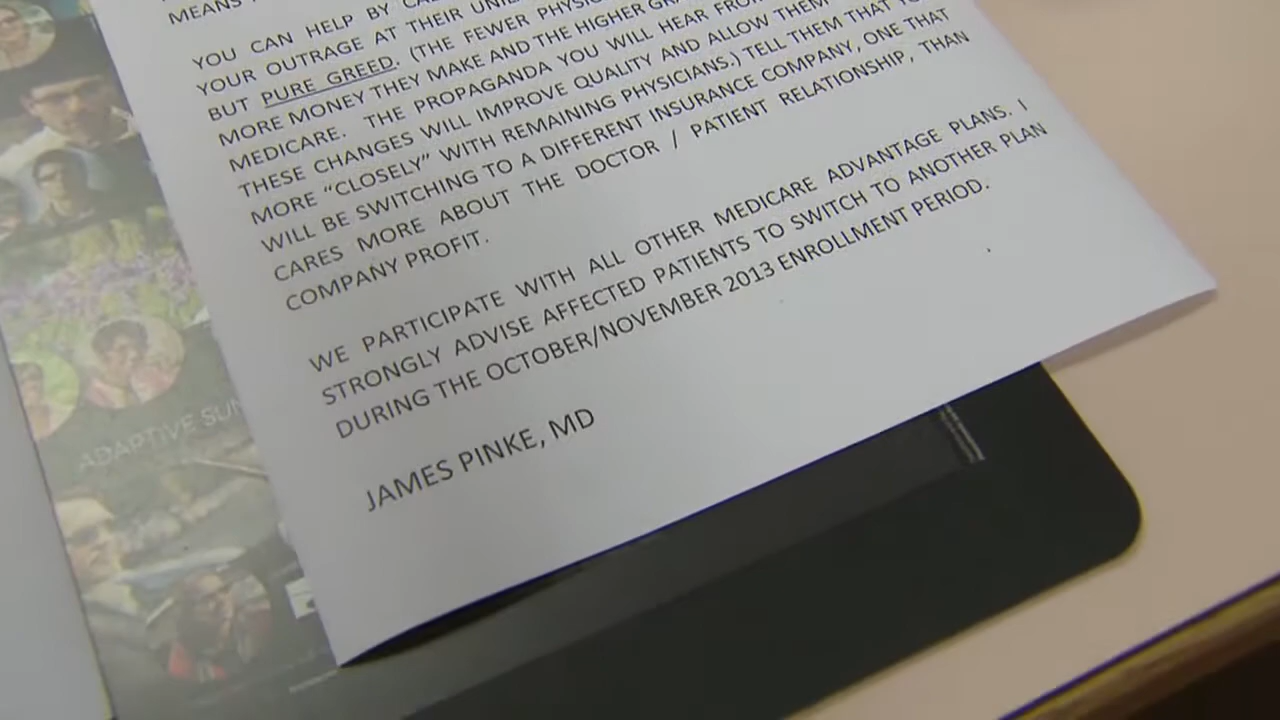 MEANS
YOU CAN HELP BY
YOUR OUTRAGE AT THEIR
BUT PURE GREED. (THE FEWER
MORE MONEY THEY MAKE AND THE HIGHER
MEDICARE. THE PROPAGANDA YOU WILL HEAR
THESE CHANGES WILL IMPROVE QUALITY AND ALLOW THEM
MORE "CLOSELY" WITH REMAINING PHYSICIANS.) TELL THEM THAT
WILL BE SWITCHING TO A DIFFERENT INSURANCE COMPANY, ONE THAT
CARES MORE ABOUT THE DOCTOR / PATIENT RELATIONSHIP, THAN
COMPANY PROFIT.
WE PARTICIPATE WITH ALL OTHER MEDICARE ADVANTAGE PLANS. I
STRONGLY ADVISE AFFECTED PATIENTS TO SWITCH TO ANOTHER PLAN
DURING THE OCTOBER/NOVEMBER 2013 ENROLLMENT PERIOD.
JAMES PINKE, MD
ADAPTIVE